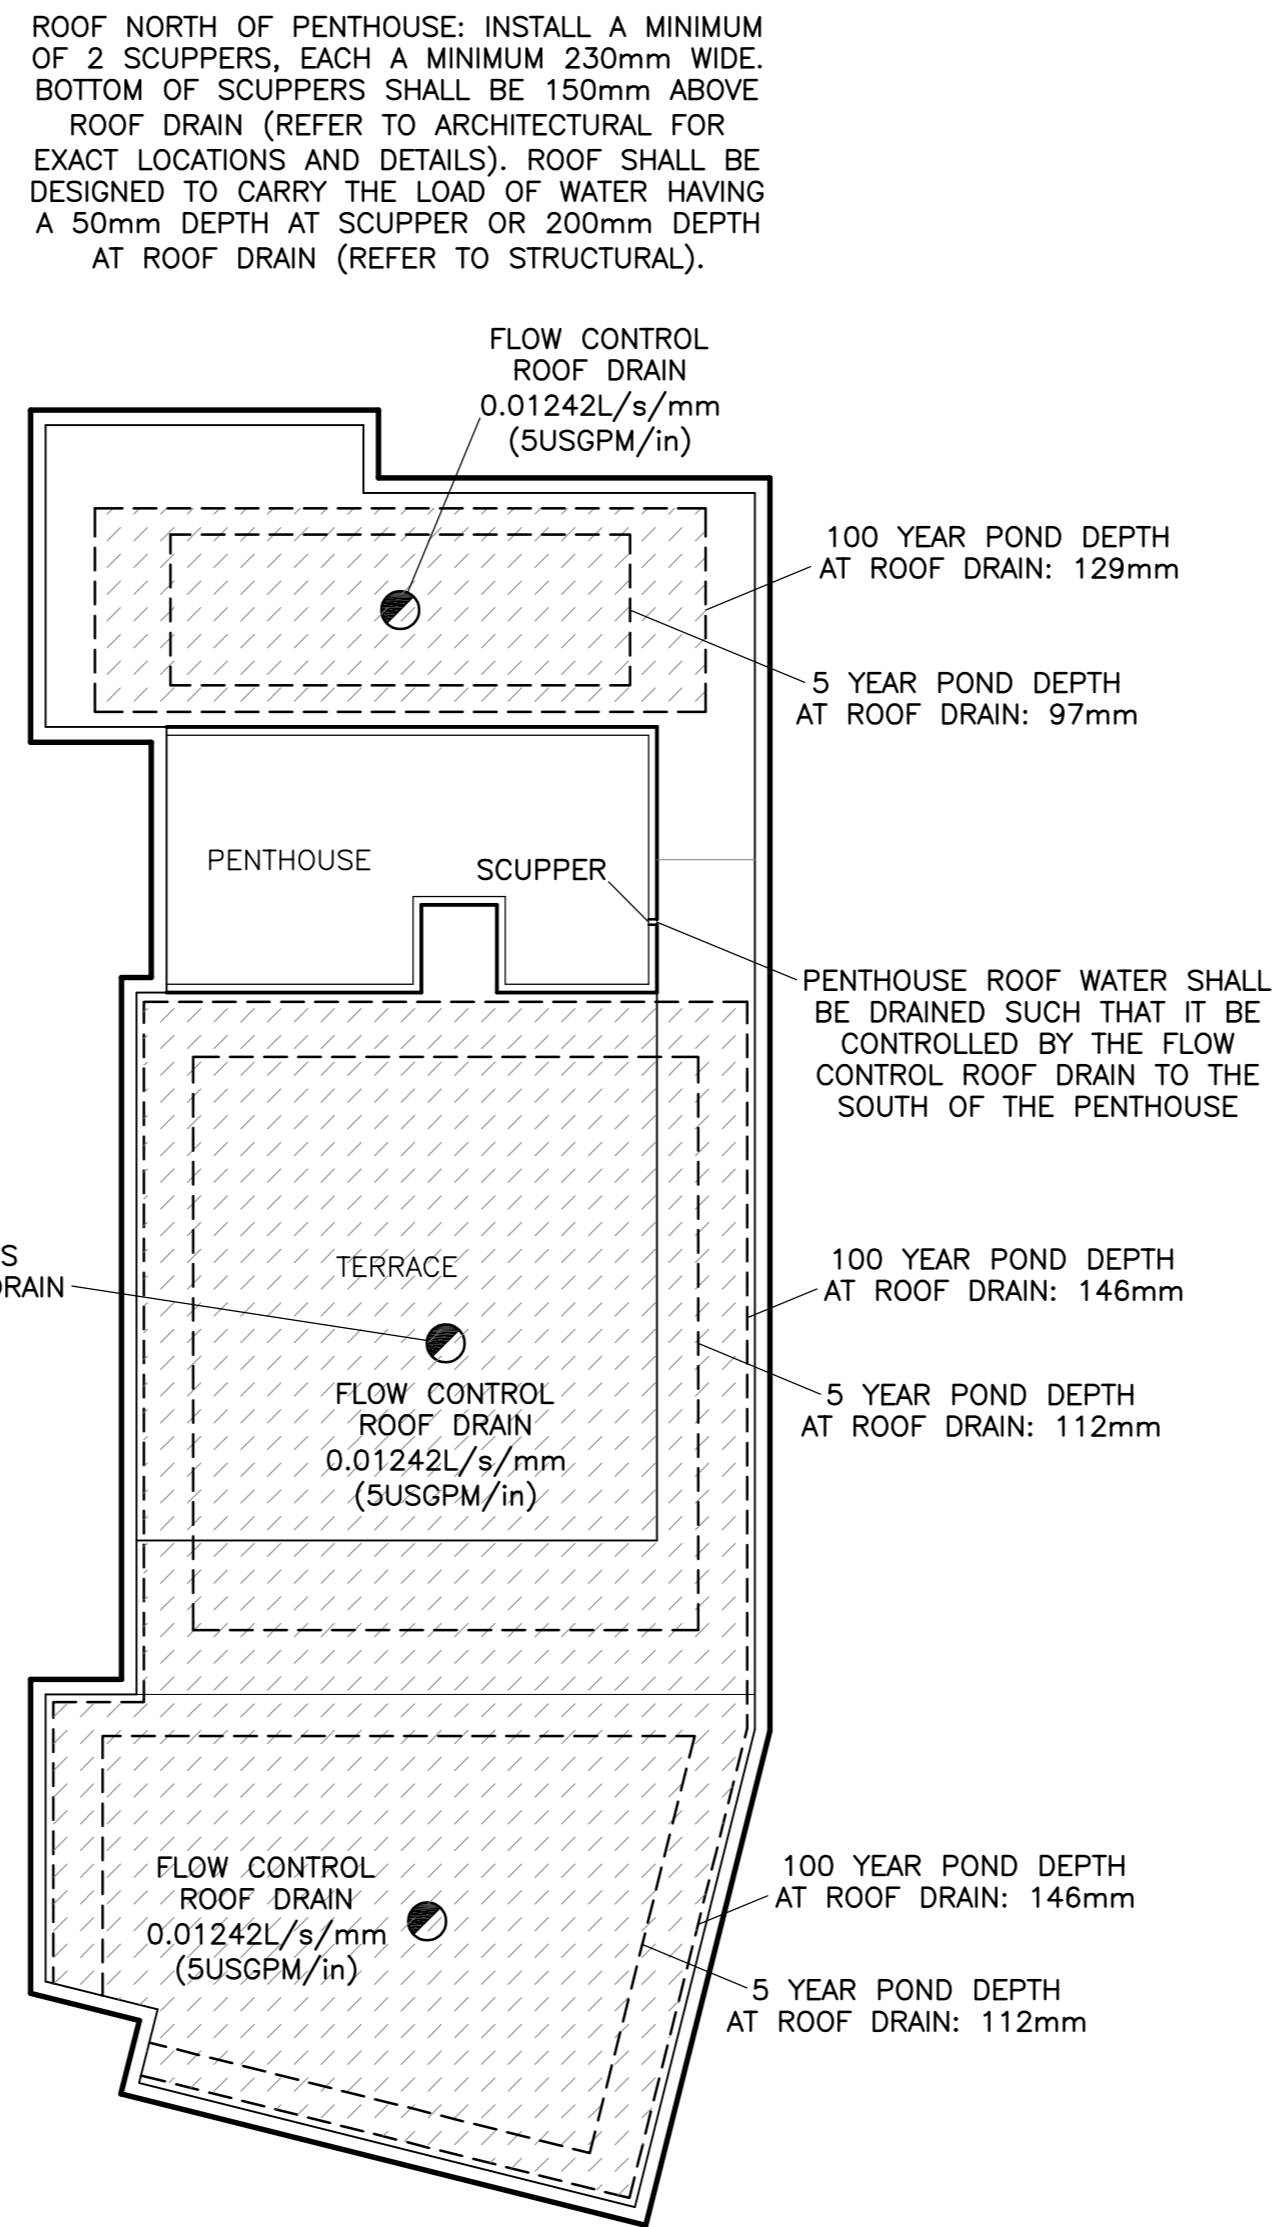 ROOF NORTH OF PENTHOUSE: INSTALL A MINIMUM
OF 2 SCUPPERS, EACH A MINIMUM 230mm WIDE.
BOTTOM OF SCUPPERS SHALL BE 150mm ABOVE
ROOF DRAIN (REFER TO ARCHITECTURAL FOR
EXACT LOCATIONS AND DETAILS). ROOF SHALL BE
DESIGNED TO CARRY THE LOAD OF WATER HAVING
A 50mm DEPTH AT SCUPPER OR 200mm DEPTH
AT ROOF DRAIN (REFER TO STRUCTURAL).
FLOW CONTROL
ROOF DRAIN
0.01242L/s/mm
(5USGPM/in)
100 YEAR POND DEPTH
AT ROOF DRAIN: 129mm
5 YEAR POND DEPTH
AT ROOF DRAIN: 97mm
PENTHOUSE
SCUPPER
PENTHOUSE ROOF WATER SHALL
BE DRAINED SUCH THAT IT BE
CONTROLLED BY THE FLOW
CONTROL ROOF DRAIN TO THE
SOUTH OF THE PENTHOUSE
S
DRAIN
TERRACE
100 YEAR POND DEPTH
AT ROOF DRAIN: 146mm
5 YEAR POND DEPTH
AT ROOF DRAIN: 112mm
FLOW CONTROL
ROOF DRAIN
0.01242L/s/mm
(5USGPM/in)
FLOW CONTROL
ROOF DRAIN
0.01242L/s/mm
(5USGPM/in)
100 YEAR POND DEPTH
AT ROOF DRAIN: 146mm
5 YEAR POND DEPTH
AT ROOF DRAIN: 112mm